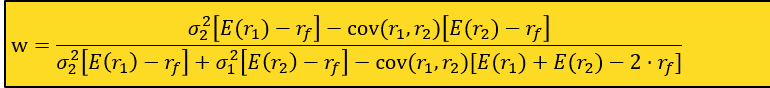 w = σ₂²[E(r₁) − r_f] − cov(r₁, r₂)[E(r₂) − r_f] / σ₂²[E(r₁) − r_f] + σ₁²[E(r₂) − r_f] − cov(r₁, r₂)[E(r₁) + E(r₂) − 2 · r_f]